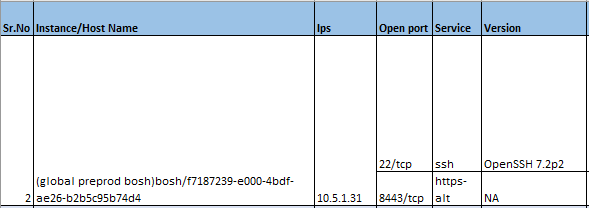 Sr.No Instance/Host Name Ips Open port Service Version
22/tcp ssh OpenSSH 7.2p2
(global preprod bosh)bosh/f7187239-e000-4bdf- https-
2 ae26-b2b5c95b74d4 10.5.1.31 8443/tcp alt NA